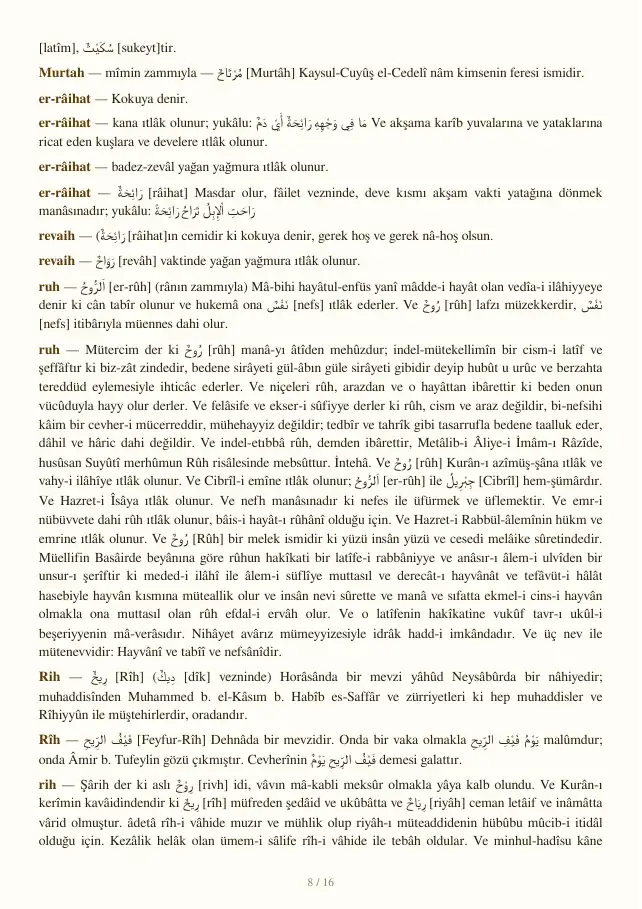 [latîm], سُكَيْتٌ [sukeyt]tir.
Murtah — mîmin zammıyla — مُرْتَاحٌ [Murtâh] Kaysul-Cuyûş el-Cedelî nâm kimsenin feresi ismidir.
er-râihat — Kokuya denir.
er-râihat — kana ıtlâk olunur; yukâlu: مَا فِي وَجْهِهِ رَائِحَةٌ أَيْ دَمٌ Ve akşama karîb yuvalarına ve yataklarına
ricat eden kuşlara ve develere ıtlâk olunur.
er-râihat — badez-zevâl yağan yağmura ıtlâk olunur.
er-râihat — رَائِحَةٌ [râihat] Masdar olur, fâilet vezninde, deve kısmı akşam vakti yatağına dönmek
manâsınadır; yukâlu: رَاحَتِ الْإِبِلُ تَرَاحُ رَائِحَةً
revaih — (رَائِحَةٌ [râihat]ın cemidir ki kokuya denir, gerek hoş ve gerek nâ-hoş olsun.
revaih — رَوَاحٌ [revâh] vaktinde yağan yağmura ıtlâk olunur.
ruh — اَلرُّوحُ [er-rûh] (rânın zammıyla) Mâ-bihi hayâtul-enfüs yanî mâdde-i hayât olan vedîa-i ilâhiyyeye
denir ki cân tabîr olunur ve hukemâ ona نَفْسٌ [nefs] ıtlâk ederler. Ve رُوحٌ [rûh] lafzı müzekkerdir, نَفْسٌ
[nefs] itibârıyla müennes dahi olur.
ruh — Mütercim der ki رُوحٌ [rûh] manâ-yı âtîden mehûzdur; indel-mütekellimîn bir cism-i latîf ve
şeffâftır ki biz-zât zindedir, bedene sirâyeti gül-âbın güle sirâyeti gibidir deyip hubût u urûc ve berzahta
tereddüd eylemesiyle ihticâc ederler. Ve niçeleri rûh, arazdan ve o hayâttan ibârettir ki beden onun
vücûduyla hayy olur derler. Ve felâsife ve ekser-i sûfiyye derler ki rûh, cism ve araz değildir, bi-nefsihi
kâim bir cevher-i mücerreddir, mühehayyiz değildir; tedbîr ve tahrîk gibi tasarrufla bedene taalluk eder,
dâhil ve hâric dahi değildir. Ve indel-etıbbâ rûh, demden ibârettir, Metâlib-i Âliye-i İmâm-ı Râzîde,
husûsan Suyûtî merhûmun Rûh risâlesinde mebsûttur. İntehâ. Ve رُوحٌ [rûh] Kurân-ı azîmüş-şâna ıtlâk ve
vahy-i ilâhîye ıtlâk olunur. Ve Cibrîl-i emîne ıtlâk olunur; اَلرُّوحُ [er-rûh] ile جِبْرِيلُ [Cibrîl] hem-şümârdır.
Ve Hazret-i Îsâya ıtlâk olunur. Ve nefh manâsınadır ki nefes ile üfürmek ve üflemektir. Ve emr-i
nübüvvete dahi rûh ıtlâk olunur, bâis-i hayât-ı rûhânî olduğu için. Ve Hazret-i Rabbül-âlemînin hükm ve
emrine ıtlâk olunur. Ve رُوحٌ [Rûh] bir melek ismidir ki yüzü insân yüzü ve cesedi melâike sûretindedir.
Müellifin Basâirde beyânına göre rûhun hakîkati bir latîfe-i rabbâniyye ve anâsır-ı âlem-i ulvîden bir
unsur-ı şerîftir ki meded-i ilâhî ile âlem-i süflîye muttasıl ve derecât-ı hayvânât ve tefâvüt-i hâlât
hasebiyle hayvân kısmına müteallik olur ve insân nevi sûrette ve manâ ve sıfatta ekmel-i cins-i hayvân
olmakla ona muttasıl olan rûh efdal-i ervâh olur. Ve o latîfenin hakîkatine vukûf tavr-ı ukûl-i
beşeriyyenin mâ-verâsıdır. Nihâyet avârız mümeyyizesiyle idrâk hadd-i imkândadır. Ve üç nev ile
mütenevvidir: Hayvânî ve tabîî ve nefsânîdir.
Rih — رِيحٌ [Rîh] (دِيكٌ [dîk] vezninde) Horâsânda bir mevzi yâhûd Neysâbûrda bir nâhiyedir;
muhaddisînden Muhammed b. el-Kâsım b. Habîb es-Saffâr ve zürriyetleri ki hep muhaddisler ve
Rîhiyyûn ile müştehirlerdir, oradandır.
Rîh — فَيْفُ الرِّيحِ [Feyfur-Rîh] Dehnâda bir mevzidir. Onda bir vaka olmakla يَوْمُ فَيْفِ الرِّيحِ malûmdur;
onda Âmir b. Tufeylin gözü çıkmıştır. Cevherînin فَيْفُ الرِّيحِ يَوْمٌ demesi galattır.
rih — Şârih der ki aslı رِوْحٌ [rivh] idi, vâvın mâ-kabli meksûr olmakla yâya kalb olundu. Ve Kurân-ı
kerîmin kavâidindendir ki رِيحٌ [rîh] müfreden şedâid ve ukûbâtta ve رِيَاحٌ [riyâh] ceman letâif ve inâmâtta
vârid olmuştur. âdetâ rîh-i vâhide muzır ve mühlik olup riyâh-ı müteaddidenin hübûbu mûcib-i itidâl
olduğu için. Kezâlik helâk olan ümem-i sâlife rîh-i vâhide ile tebâh oldular. Ve minhul-hadîsu kâne
8 / 16